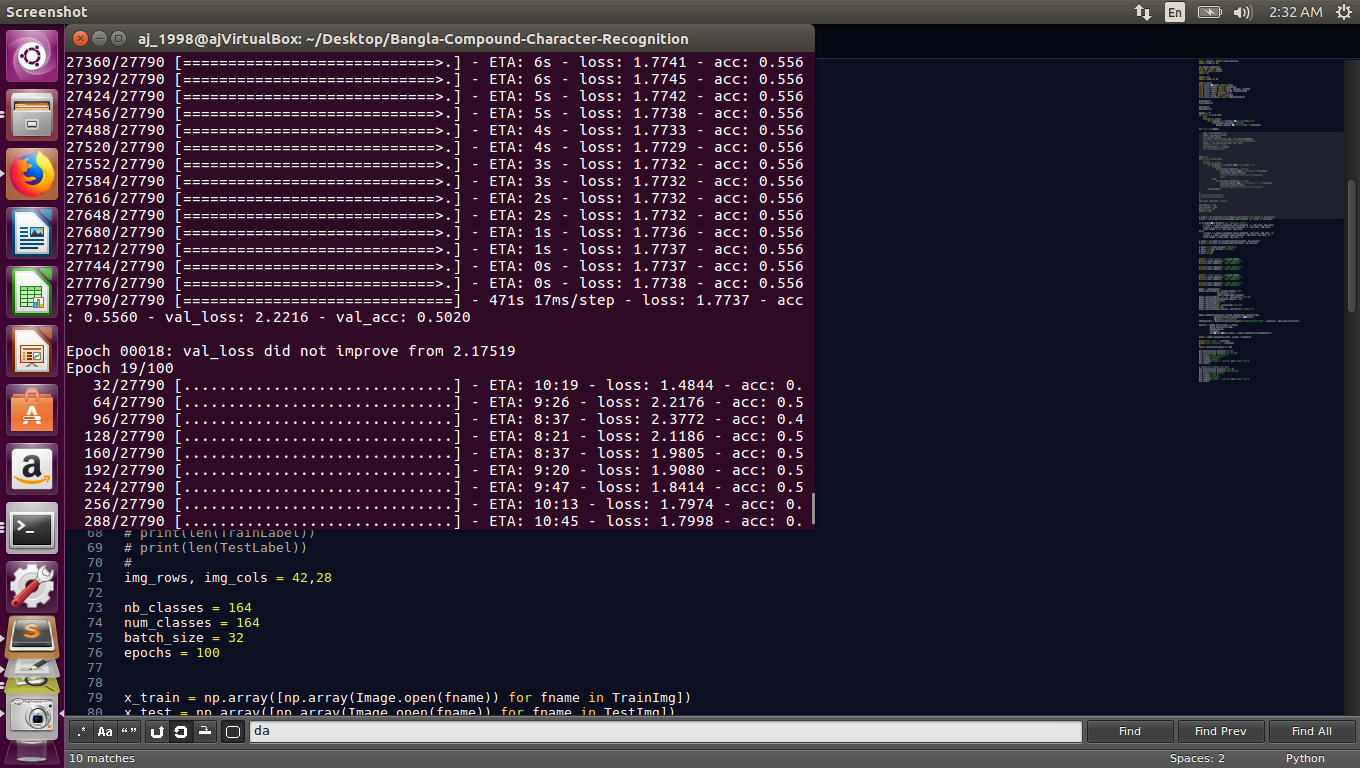 Screenshot
En
2:32 AM
aj_1998@ajVirtualBox: ~/Desktop/Bangla-Compound-Character-Recognition
27360/27790 [============================>.] - ETA: 6s - loss: 1.7741 - acc: 0.556
27392/27790 [============================>.] - ETA: 6s - loss: 1.7745 - acc: 0.556
27424/27790 [============================>.] - ETA: 5s - loss: 1.7742 - acc: 0.556
27456/27790 [============================>.] - ETA: 5s - loss: 1.7738 - acc: 0.556
27488/27790 [============================>.] - ETA: 4s - loss: 1.7733 - acc: 0.556
27520/27790 [============================>.] - ETA: 4s - loss: 1.7729 - acc: 0.556
27552/27790 [============================>.] - ETA: 3s - loss: 1.7732 - acc: 0.556
27584/27790 [============================>.] - ETA: 3s - loss: 1.7732 - acc: 0.556
27616/27790 [============================>.] - ETA: 2s - loss: 1.7732 - acc: 0.556
27648/27790 [============================>.] - ETA: 2s - loss: 1.7732 - acc: 0.556
27680/27790 [============================>.] - ETA: 1s - loss: 1.7736 - acc: 0.556
27712/27790 [============================>.] - ETA: 1s - loss: 1.7737 - acc: 0.556
27744/27790 [============================>.] - ETA: 0s - loss: 1.7737 - acc: 0.556
27776/27790 [============================>.] - ETA: 0s - loss: 1.7738 - acc: 0.556
27790/27790 [==============================] - 471s 17ms/step - loss: 1.7737 - acc
: 0.5560 - val_loss: 2.2216 - val_acc: 0.5020
Epoch 00018: val_loss did not improve from 2.17519
Epoch 19/100
32/27790 [..............................] - ETA: 10:19 - loss: 1.4844 - acc: 0.
64/27790 [..............................] - ETA: 9:26 - loss: 2.2176 - acc: 0.5
96/27790 [..............................] - ETA: 8:37 - loss: 2.3772 - acc: 0.4
128/27790 [..............................] - ETA: 8:21 - loss: 2.1186 - acc: 0.5
160/27790 [..............................] - ETA: 8:37 - loss: 1.9805 - acc: 0.5
192/27790 [..............................] - ETA: 9:20 - loss: 1.9080 - acc: 0.5
224/27790 [..............................] - ETA: 9:47 - loss: 1.8414 - acc: 0.5
256/27790 [..............................] - ETA: 10:13 - loss: 1.7974 - acc: 0.
288/27790 [..............................] - ETA: 10:45 - loss: 1.7998 - acc: 0.
68 # print(len(TrainLabel))
69 # print(len(TestLabel))
70 #
71 img_rows, img_cols = 42,28
72
73 nb_classes = 164
74 num_classes = 164
75 batch_size = 32
76 epochs = 100
77
78
79 x_train = np.array([np.array(Image.open(fname)) for fname in TrainImg])
80 x_test = np.array([np.array(Image.open(fname)) for fname in TestImg])
.* Aa “” da Find Find Prev Find All
10 matches Spaces: 2 Python